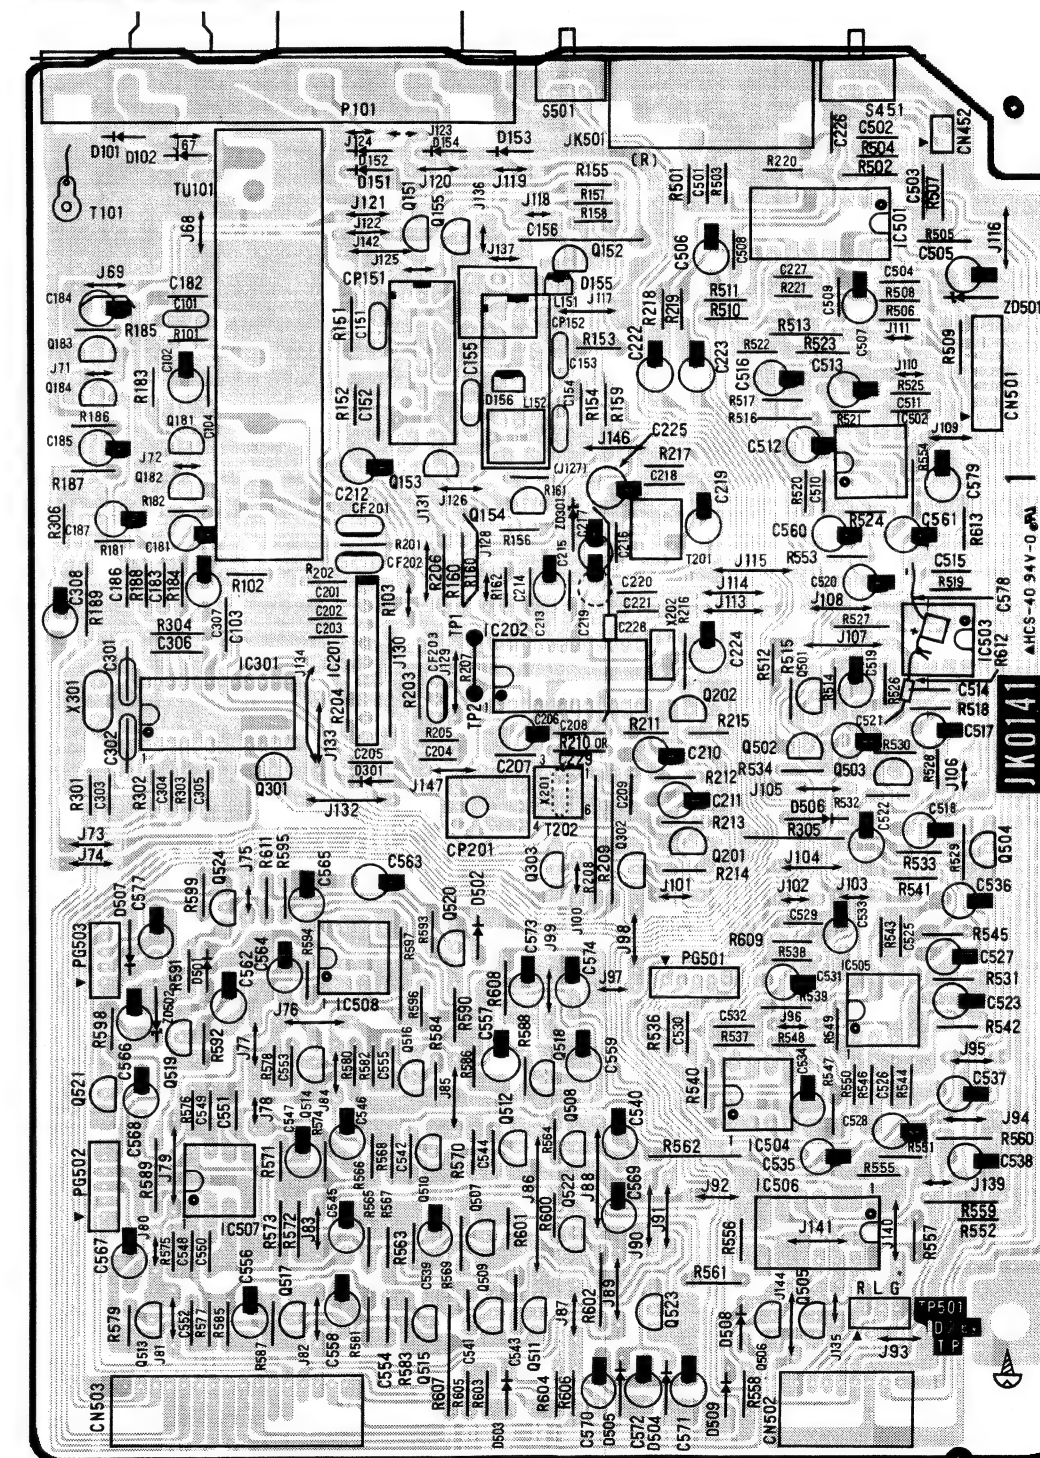 P101
S501
JK501
(R)
S451
C226
C502
R504
R502
CN452
D101
D102
J67
J124
J123
D154
D153
D152
D151
TU101
T101
J68
J121
J122
J142
J125
Q151
Q155
J120
J136
J119
J118
J137
C156
R155
R157
R158
Q152
R501
C501
R503
R220
C503
R507
IC501
R505
C505
J116
C506
C508
J69
C182
C184
C101
R185
R101
Q183
C102
J71
Q184
R183
R186
C185
Q181
C104
J72
Q182
R187
R182
R306
C187
R181
C181
CP151
R151
C151
L151
CP152
D155
J117
R153
C153
C155
D156
L152
C154
R154
R159
R152
C152
R218
R219
C222
C223
R511
R510
C227
R221
C509
C504
R508
R506
ZD501
R513
R523
C507
J111
R522
C516
C513
J110
R525
R509
CN501
R517
R516
R521
C511
IC502
J109
C512
R554
C579
C212
CF201
Q153
J131
J126
(J127)
J146
C225
R217
C218
C219
R161
ZD301
C217
Q154
R156
C215
C216
T201
R520
C510
C560
R524
C561
R613
R553
C515
R519
C578
C308
R189
C186
R188
C183
R184
R102
R304
C306
C307
C103
R202
C201
C202
C203
R201
CF202
R103
R206
R160
R160
J128
R162
C214
C213
C219
C220
C221
C228
J115
J114
J113
X202
R216
C520
J108
R527
J107
C519
IC503
R612
HCS-40 94V-0
JK0141
X301
C301
C302
IC301
J134
J133
IC201
R204
J130
R203
CF203
J129
TP1
R207
TP2
IC202
C224
R512
R515
Q501
R514
R526
C514
R518
C517
Q202
R215
C206
C208
R210 OR
C229
R211
R205
C204
C210
Q502
C521
R530
R528
J106
R301
C303
R302
C304
R303
C305
Q301
C205
D301
J132
J147
C207
CP201
X201
T202
C209
R212
C211
R213
Q302
Q201
R214
R534
J105
Q503
D506
R532
R305
C522
C518
R533
R529
Q504
J73
J74
Q303
R208
R209
J101
J104
J102
J103
R541
C536
D507
C577
R599
Q524
J75
R611
R595
C565
C563
Q520
D502
R593
R597
R594
C573
J99
J100
C574
J98
J97
C529
R609
C533
R543
C525
R545
PG503
R591
D501
C562
C564
IC508
R608
PG501
R538
C531
R539
IC505
C527
R531
C523
R598
C566
ZD502
Q519
R592
J76
J77
R596
R584
R590
C557
R588
Q518
C559
R536
C530
C532
R537
J96
R548
R549
R542
J95
Q521
C568
R576
C549
C551
J78
R578
C553
Q514
C547
R574
J84
R580
R582
C555
Q516
C546
R586
J85
Q512
Q508
C540
R540
C534
R547
R550
R546
C526
R544
C537
J94
PG502
R589
J79
IC507
R571
R566
R568
C542
Q510
R570
C544
R564
R562
IC504
C535
C528
R551
R555
R560
C538
J139
C567
J80
R575
C548
C550
R573
R572
J83
C545
R565
R567
R563
C539
R569
Q507
Q509
R601
J86
R600
Q522
J88
C569
J90
J91
J92
IC506
R556
J141
J140
R557
R559
R552
R579
Q513
J81
C552
R577
R585
C556
R587
Q517
J82
C558
R581
C554
R583
Q515
C541
C543
Q511
J87
R602
J89
Q523
R561
D508
J144
Q505
Q506
J135
R L G
TP501
TP
J93
CN503
R607
R605
R603
D503
R604
R606
C570
D505
C572
D504
C571
D509
R558
CN502